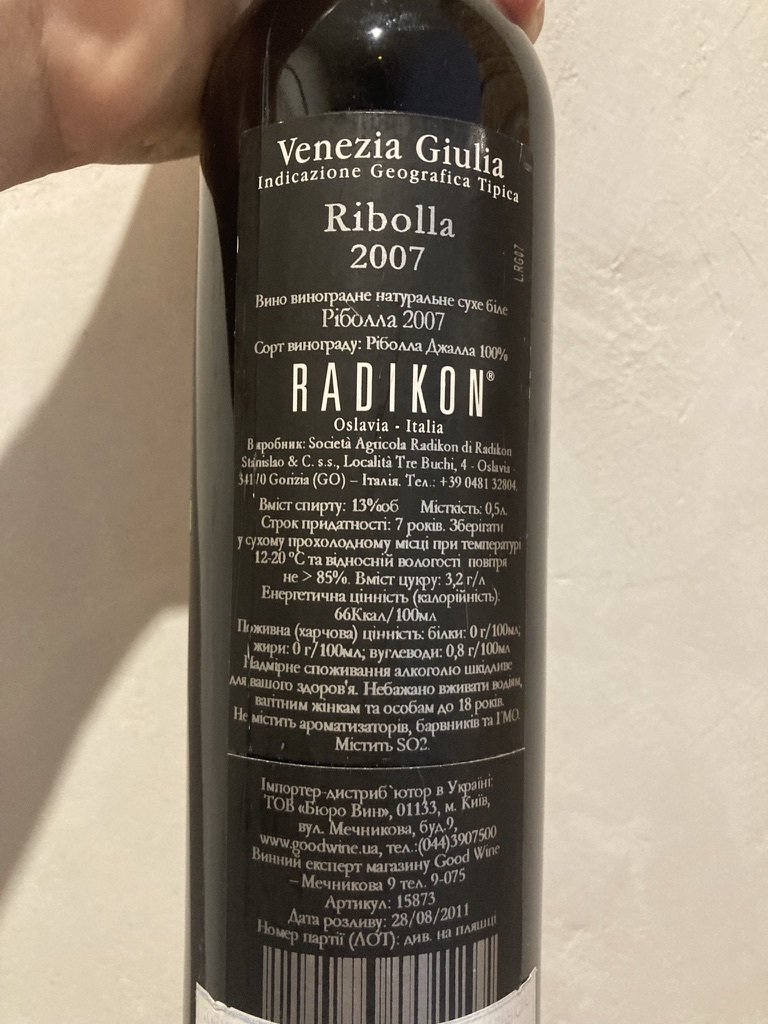 Venezia Giulia
Indicazione Geografica Tipica
Ribolla
2007
L.RG07
Вино виноградне натуральне сухе біле
Ріболла 2007
Сорт винограду: Ріболла Джалла 100%
RADIKON®
Oslavia - Italia
Виробник: Società Agricola Radikon di Radikon
Stanislao & C. s.s., Località Tre Buchi, 4 - Oslavia -
34170 Gorizia (GO) – Італія. Тел.: +39 0481 32804
Вміст спирту: 13%об Місткість: 0,5л.
Строк придатності: 7 років. Зберігати
у сухому прохолодному місці при температурі
12-20 °C та відносній вологості повітря
не > 85%. Вміст цукру: 3,2 г/л
Енергетична цінність (калорійність):
66Ккал/100мл
Поживна (харчова) цінність: білки: 0 г/100мл;
жири: 0 г/100мл; вуглеводи: 0,8 г/100мл
Надмірне споживання алкоголю шкідливе
для вашого здоров'я. Небажано вживати водіям,
вагітним жінкам та особам до 18 років.
Не містить ароматизаторів, барвників та ГМО.
Містить SO2.
Імпортер-дистриб`ютор в Україні:
ТОВ «Бюро Вин», 01133, м. Київ,
вул. Мечникова, буд.9,
www.goodwine.ua, тел.:(044)3907500
Винний експерт магазину Good Wine
– Мечникова 9 тел. 9-075
Артикул: 15873
Дата розливу: 28/08/2011
Номер партії (ЛОТ): див. на пляшці